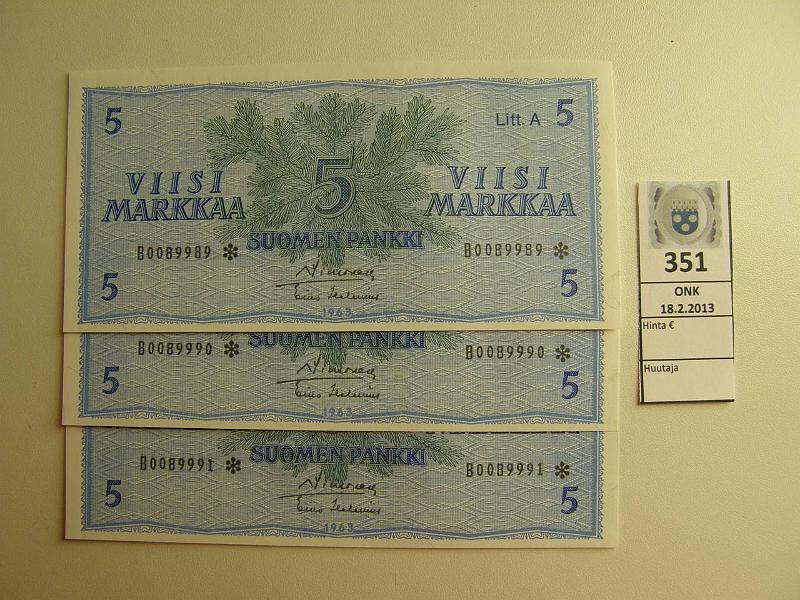 5
Litt. A 5
VIISI MARKKAA
5
VIISI MARKKAA
B0089989 *
SUOMEN PANKKI
B0089989 *
5
5
1963
B0089990 *
SUOMEN PANKKI
B0089990 *
5
5
1963
B0089991 *
SUOMEN PANKKI
B0089991 *
5
5
1963
351
ONK
18.2.2013
Hinta €
Huutaja